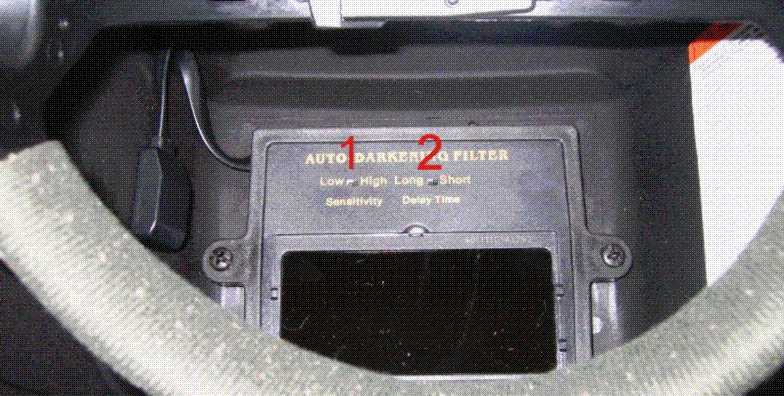 1 2
AUTO DARKENING FILTER
Low High Long Short
Sensitivity Delay Time